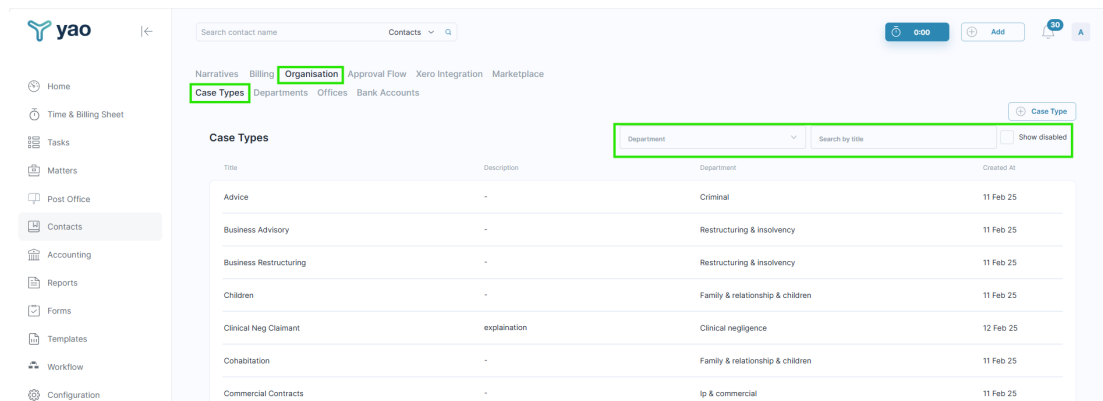 yao
Search contact name Contacts
0:00
Add
30
A
Home
Time & Billing Sheet
Tasks
Matters
Post Office
Contacts
Accounting
Reports
Forms
Templates
Workflow
Configuration
Narratives Billing Organisation Approval Flow Xero Integration Marketplace
Case Types Departments Offices Bank Accounts
Case Type
Case Types
Department Search by title Show disabled
Title Description Department Created At
Advice - Criminal 11 Feb 25
Business Advisory - Restructuring & insolvency 11 Feb 25
Business Restructuring - Restructuring & insolvency 11 Feb 25
Children - Family & relationship & children 11 Feb 25
Clinical Neg Claimant explaination Clinical negligence 12 Feb 25
Cohabitation - Family & relationship & children 11 Feb 25
Commercial Contracts - Ip & commercial 11 Feb 25